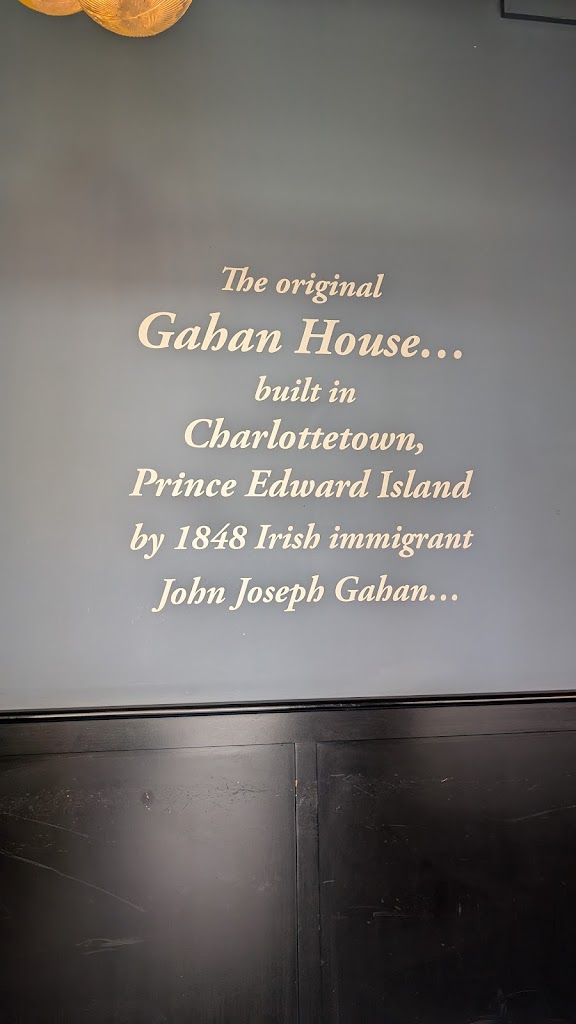 The original
Gahan House...
built in
Charlottetown,
Prince Edward Island
by 1848 Irish immigrant
John Joseph Gahan...